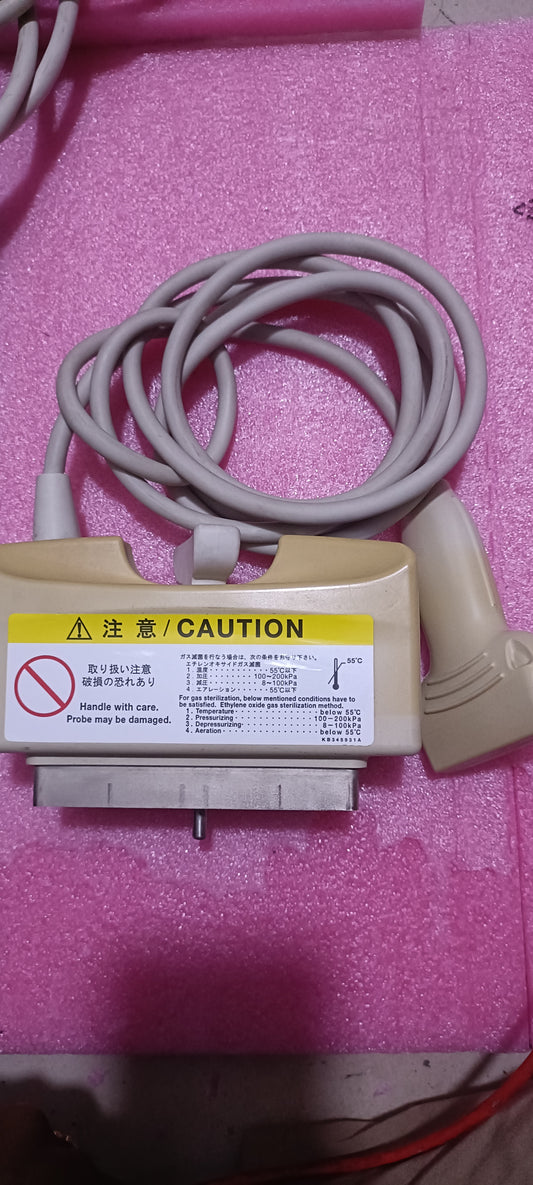 注 意 / CAUTION
取り扱い注意
破損の恐れあり
Handle with care.
Probe may be damaged.
ガス滅菌を行なう場合は、次の条件をお守り下さい。
エチレンオキサイドガス滅菌
1．温度・・・・・・・・・・・55℃以下
2．加圧・・・・・・・・100~200kPa
3．減圧・・・・・・・・・8~100kPa
4．エアレーション・・・・・・55℃以下
55℃
For gas sterilization, below mentioned conditions have to
be satisfied. Ethylene oxide gas sterilization method.
1. Temperature・・・・・・・・・・・・below 55℃
2. Pressurizing・・・・・・・・・・・100-200kPa
3. Depressurizing・・・・・・・・・・・8~100kPa
4. Aeration・・・・・・・・・・・・・・below 55℃
KB345931A